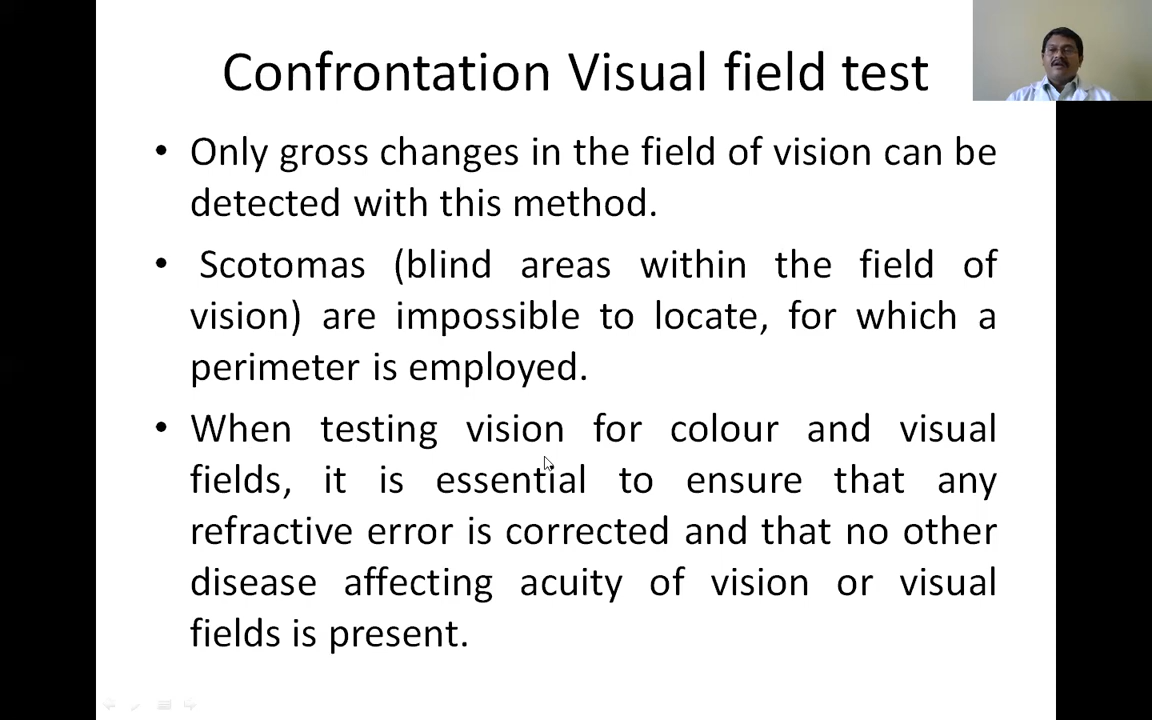 Confrontation Visual field test
• Only gross changes in the field of vision can be
detected with this method.
• Scotomas (blind areas within the field of
vision) are impossible to locate, for which a
perimeter is employed.
• When testing vision for colour and visual
fields, it is essential to ensure that any
refractive error is corrected and that no other
disease affecting acuity of vision or visual
fields is present.